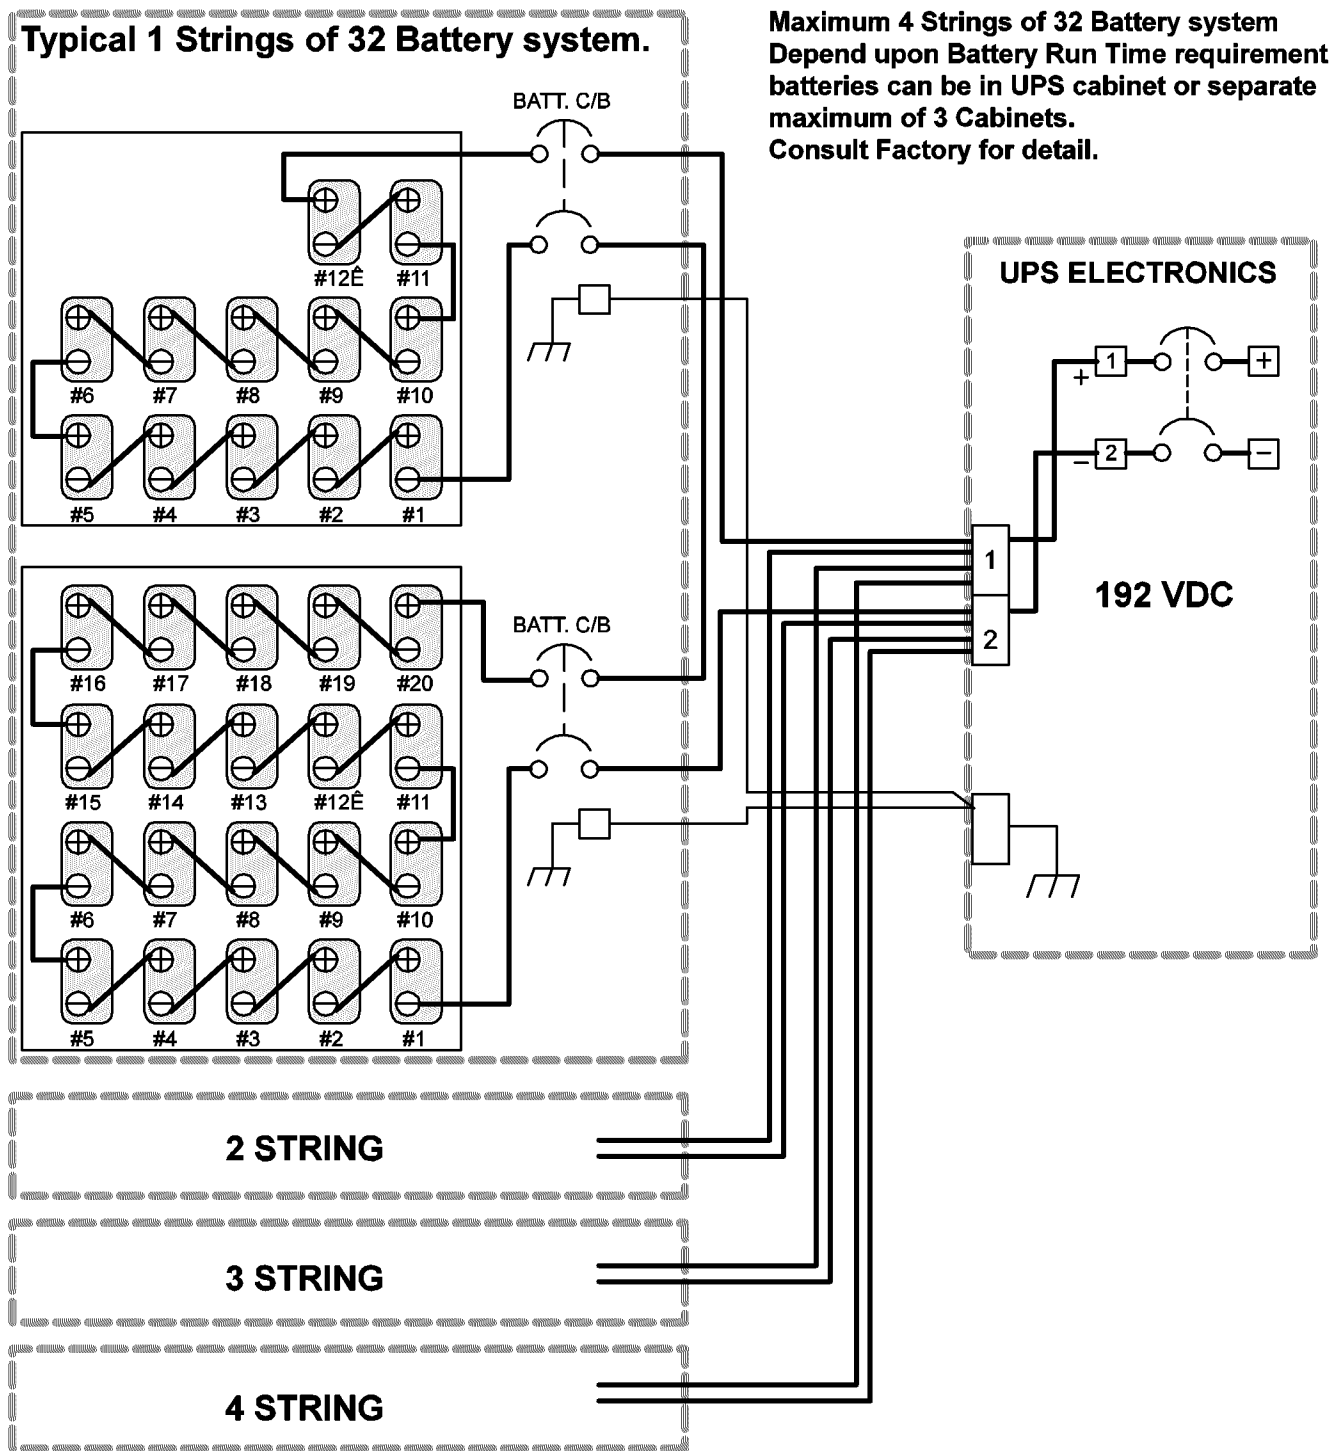 Typical 1 Strings of 32 Battery system.
Maximum 4 Strings of 32 Battery system
Depend upon Battery Run Time requirement
batteries can be in UPS cabinet or separate
maximum of 3 Cabinets.
Consult Factory for detail.
BATT. C/B
#12Ê #11
#6 #7 #8 #9 #10
#5 #4 #3 #2 #1
UPS ELECTRONICS
+ 1 +
− 2 −
1
2
192 VDC
BATT. C/B
#16 #17 #18 #19 #20
#15 #14 #13 #12Ê #11
#6 #7 #8 #9 #10
#5 #4 #3 #2 #1
2 STRING
3 STRING
4 STRING